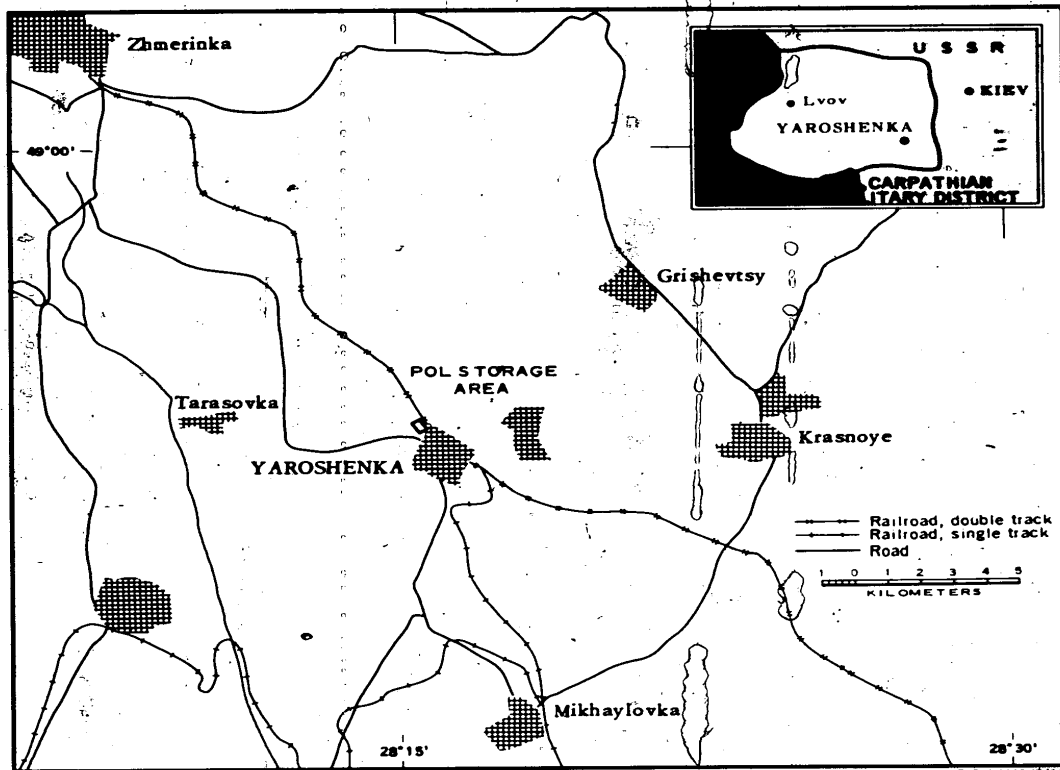 Zhmerinka
U S S R
KIEV
Lvov
YAROSHENKA
CARPATHIAN
LITARY DISTRICT
49°00'
Grishevtsy
POL STORAGE
AREA
Tarasovka
Krasnoye
YAROSHENKA
Railroad, double track
Railroad, single track
Road
1 0 1 2 3 4 5
KILOMETERS
Mikhaylovka
28°15'
28°30'